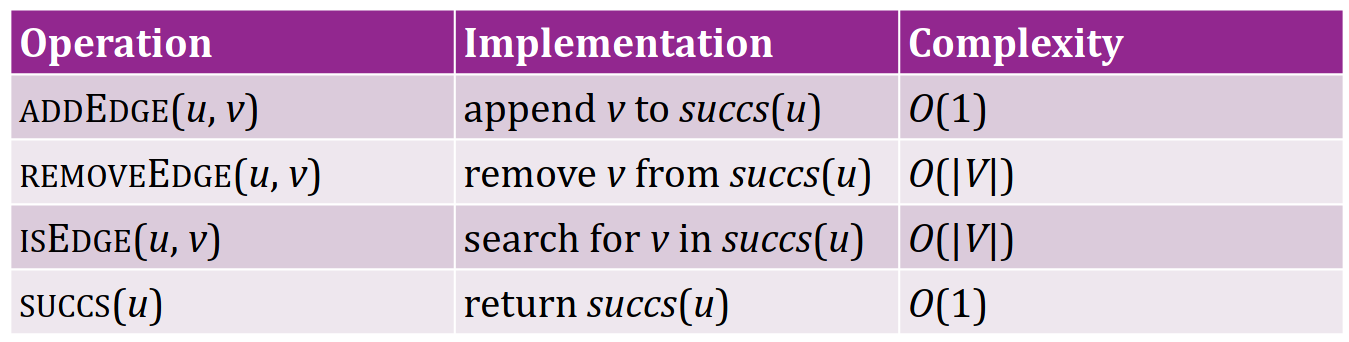 Operation Implementation Complexity
ADDEDGE(u, v) append v to succs(u) O(1)
REMOVEEDGE(u, v) remove v from succs(u) O(|V|)
ISEDGE(u, v) search for v in succs(u) O(|V|)
SUCCS(u) return succs(u) O(1)